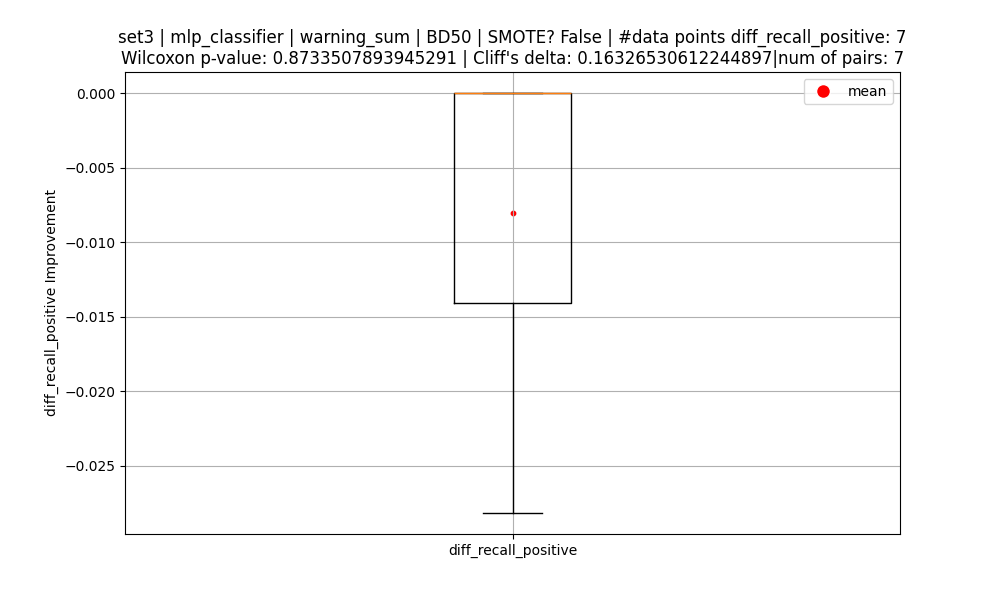 set3 | mlp_classifier | warning_sum | BD50 | SMOTE? False | #data points diff_recall_positive: 7
Wilcoxon p-value: 0.8733507893945291 | Cliff's delta: 0.16326530612244897|num of pairs: 7
mean
0.000
−0.005
−0.010
−0.015
−0.020
−0.025
diff_recall_positive Improvement
diff_recall_positive